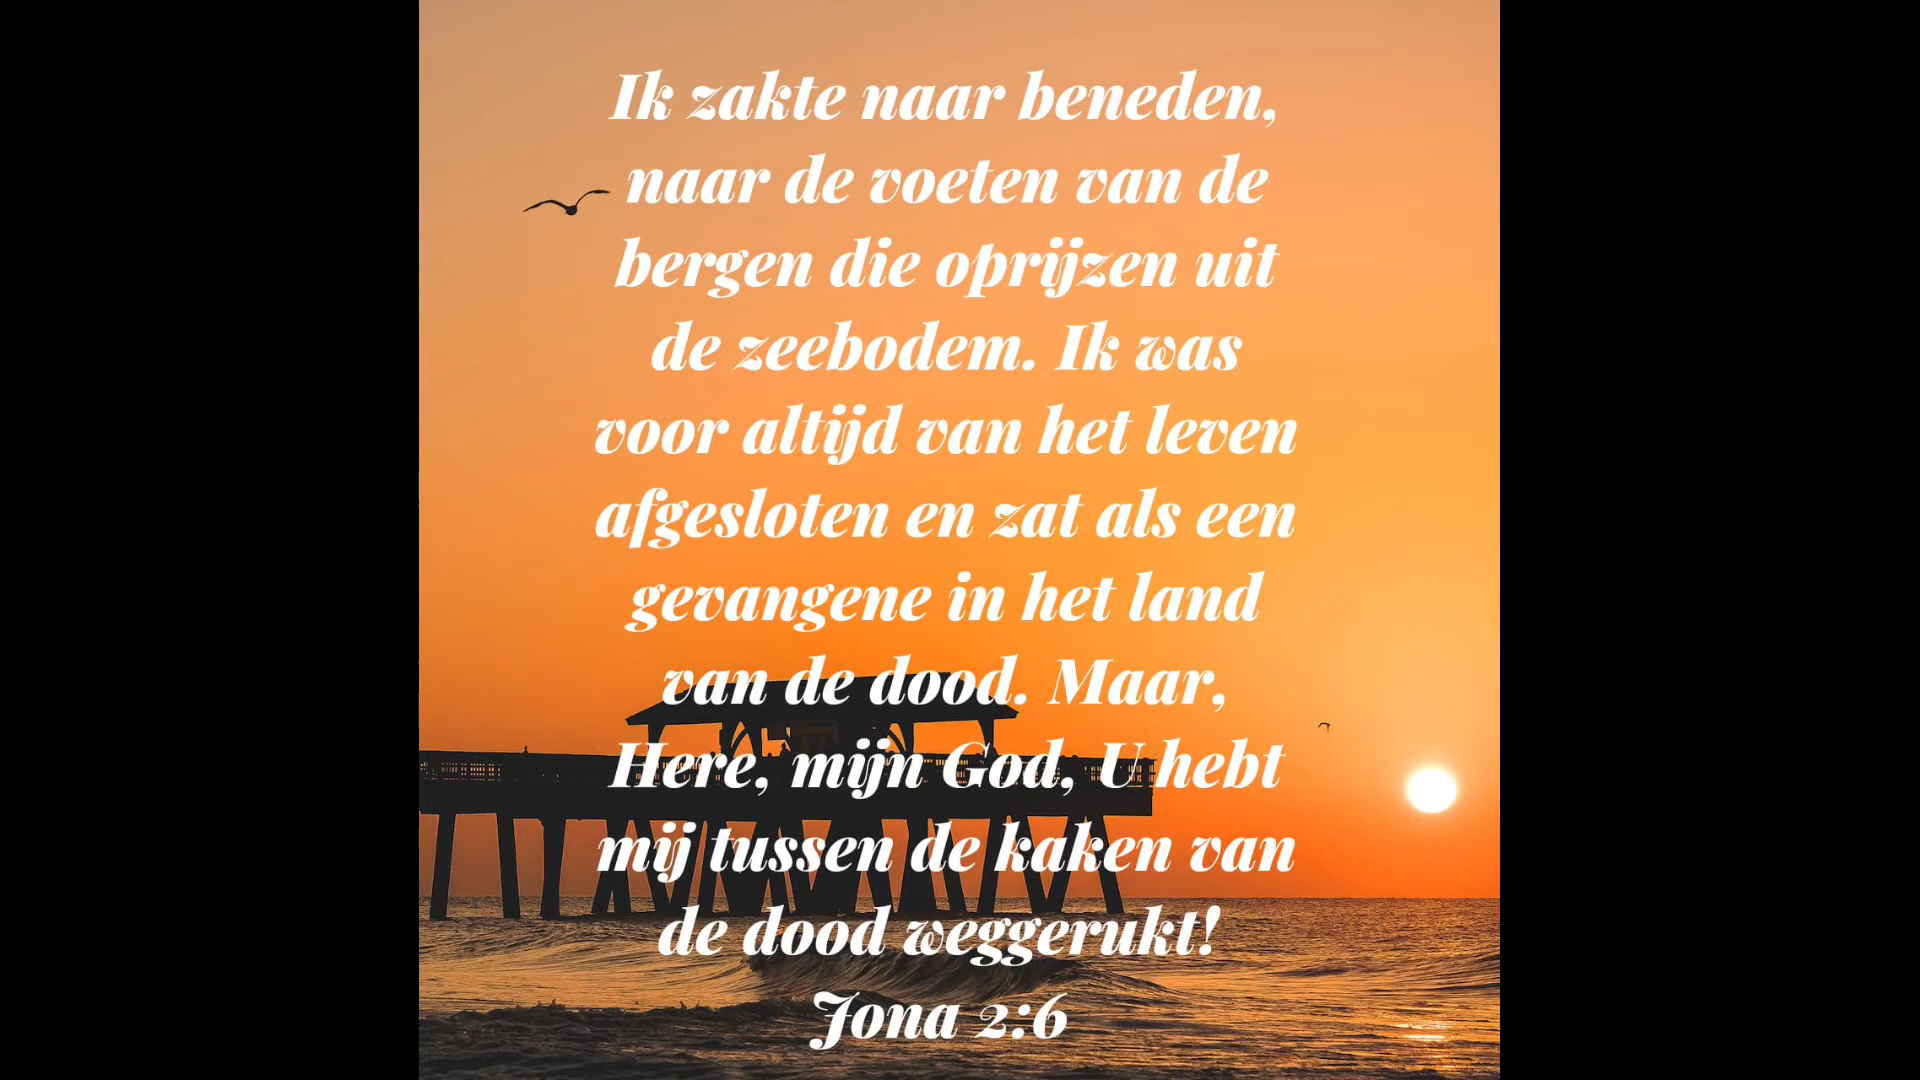 Ik zakte naar beneden,
naar de voeten van de
bergen die oprijzen uit
de zeebodem. Ik was
voor altijd van het leven
afgesloten en zat als een
gevangene in het land
van de dood. Maar,
Here, mijn God, U hebt
mij tussen de kaken van
de dood weggerukt!
Jona 2:6